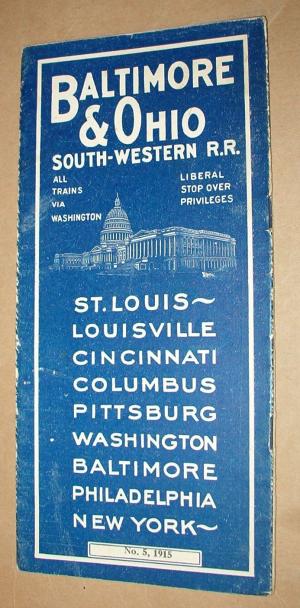 BALTIMORE
& OHIO
SOUTH-WESTERN R.R.
ALL
TRAINS
VIA
WASHINGTON
LIBERAL
STOP OVER
PRIVILEGES
ST. LOUIS~
LOUISVILLE
CINCINNATI
COLUMBUS
PITTSBURG
WASHINGTON
BALTIMORE
PHILADELPHIA
NEW YORK~
No. 5, 1915